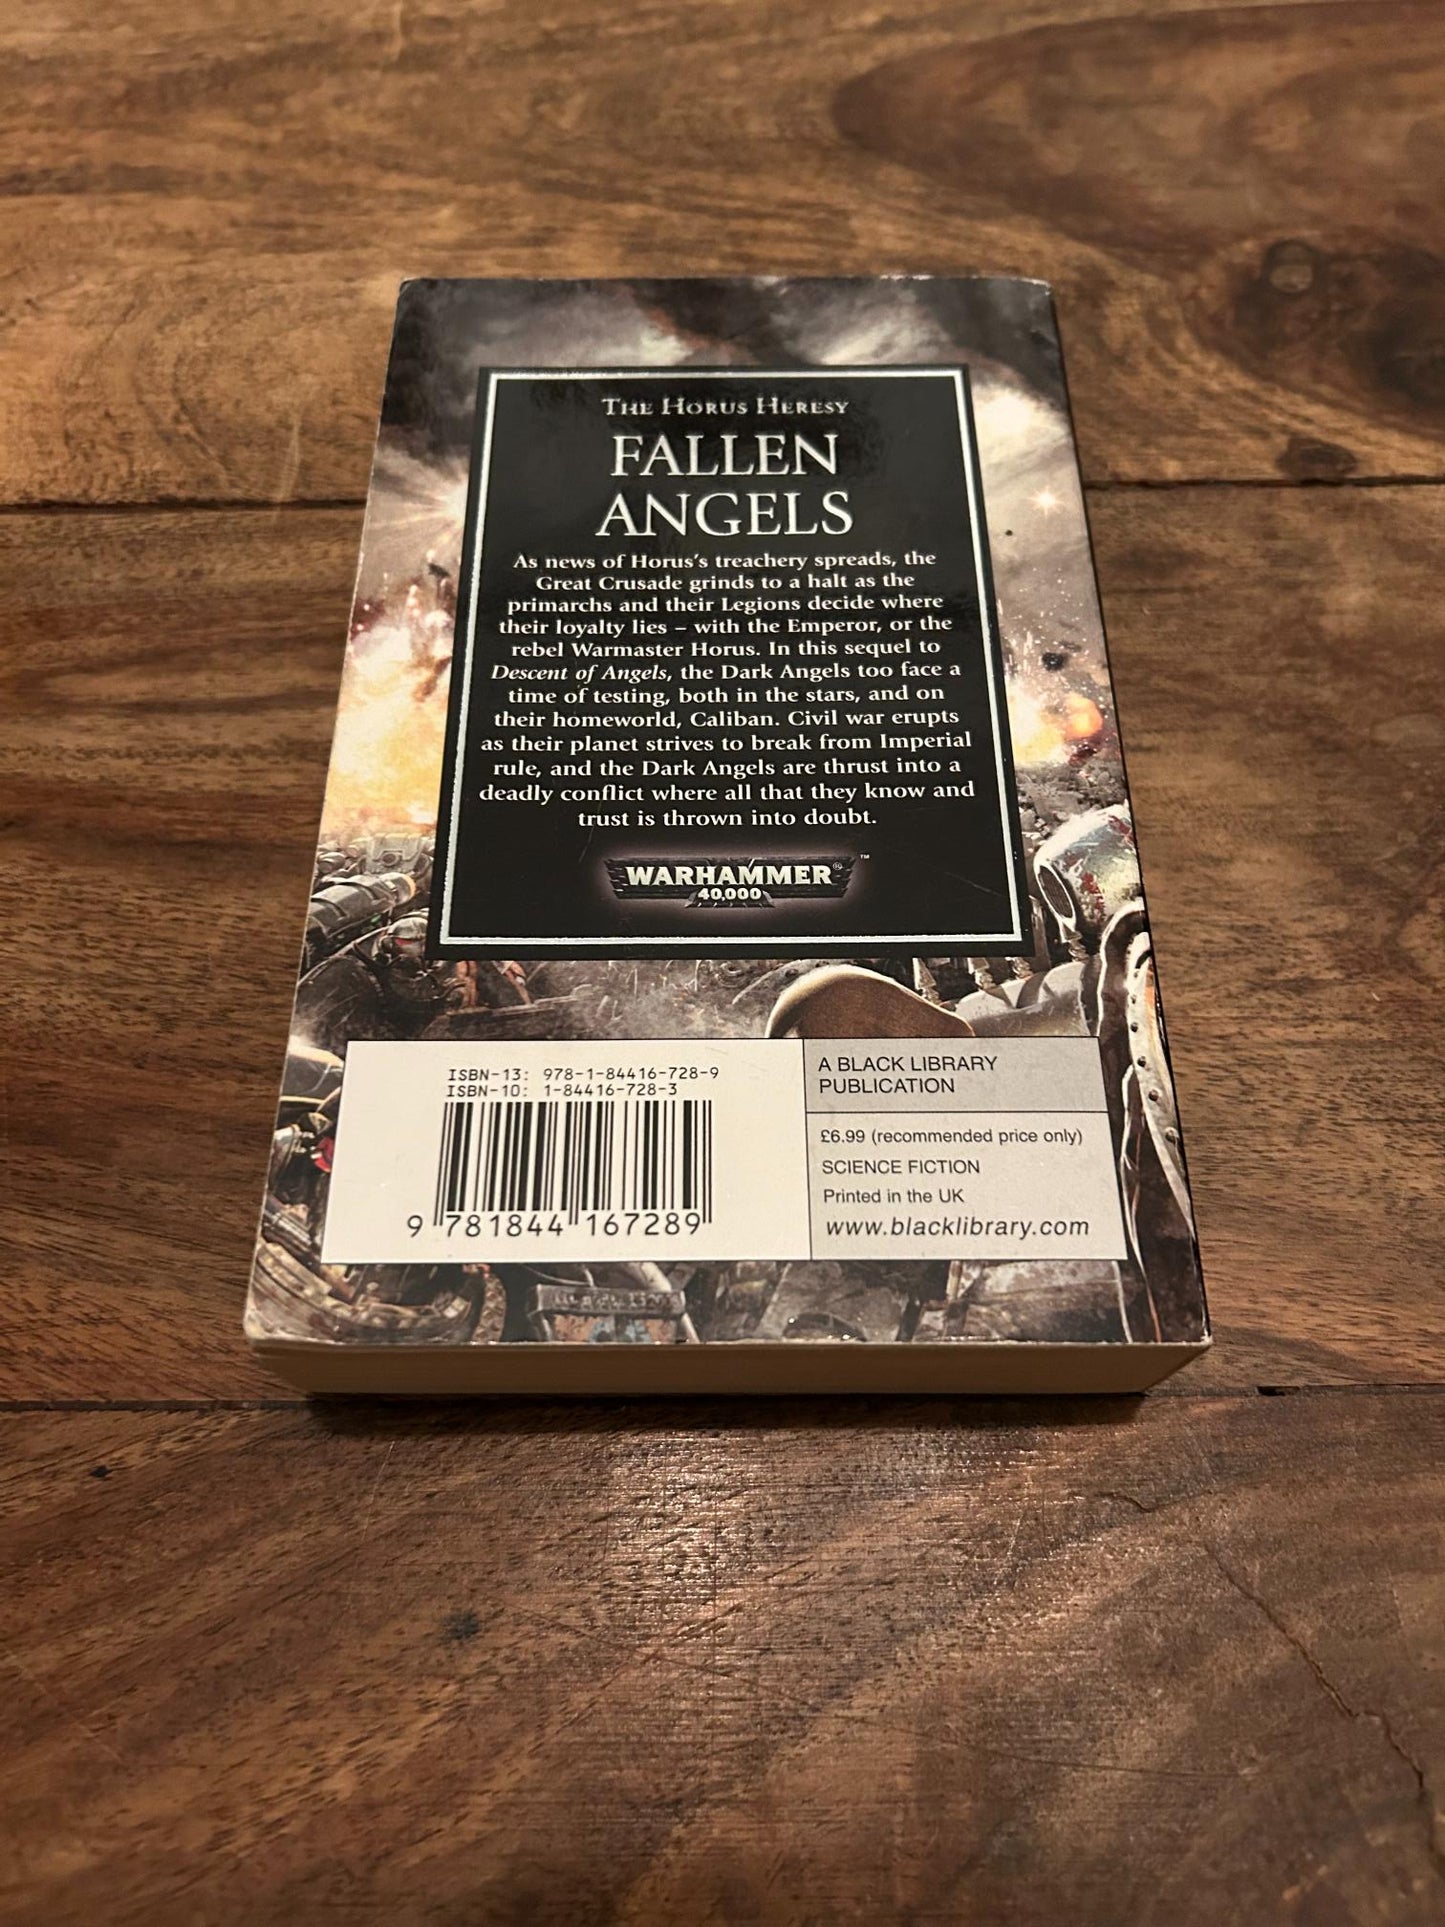 THE HORUS HERESY
FALLEN
ANGELS
As news of Horus's treachery spreads, the
Great Crusade grinds to a halt as the
primarchs and their Legions decide where
their loyalty lies – with the Emperor, or the
rebel Warmaster Horus. In this sequel to
Descent of Angels, the Dark Angels too face a
time of testing, both in the stars, and on
their homeworld, Caliban. Civil war erupts
as their planet strives to break from Imperial
rule, and the Dark Angels are thrust into a
deadly conflict where all that they know and
trust is thrown into doubt.
WARHAMMER® ™
40,000
ISBN-13: 978-1-84416-728-9
ISBN-10: 1-84416-728-3
9 781844 167289
A BLACK LIBRARY
PUBLICATION
£6.99 (recommended price only)
SCIENCE FICTION
Printed in the UK
www.blacklibrary.com